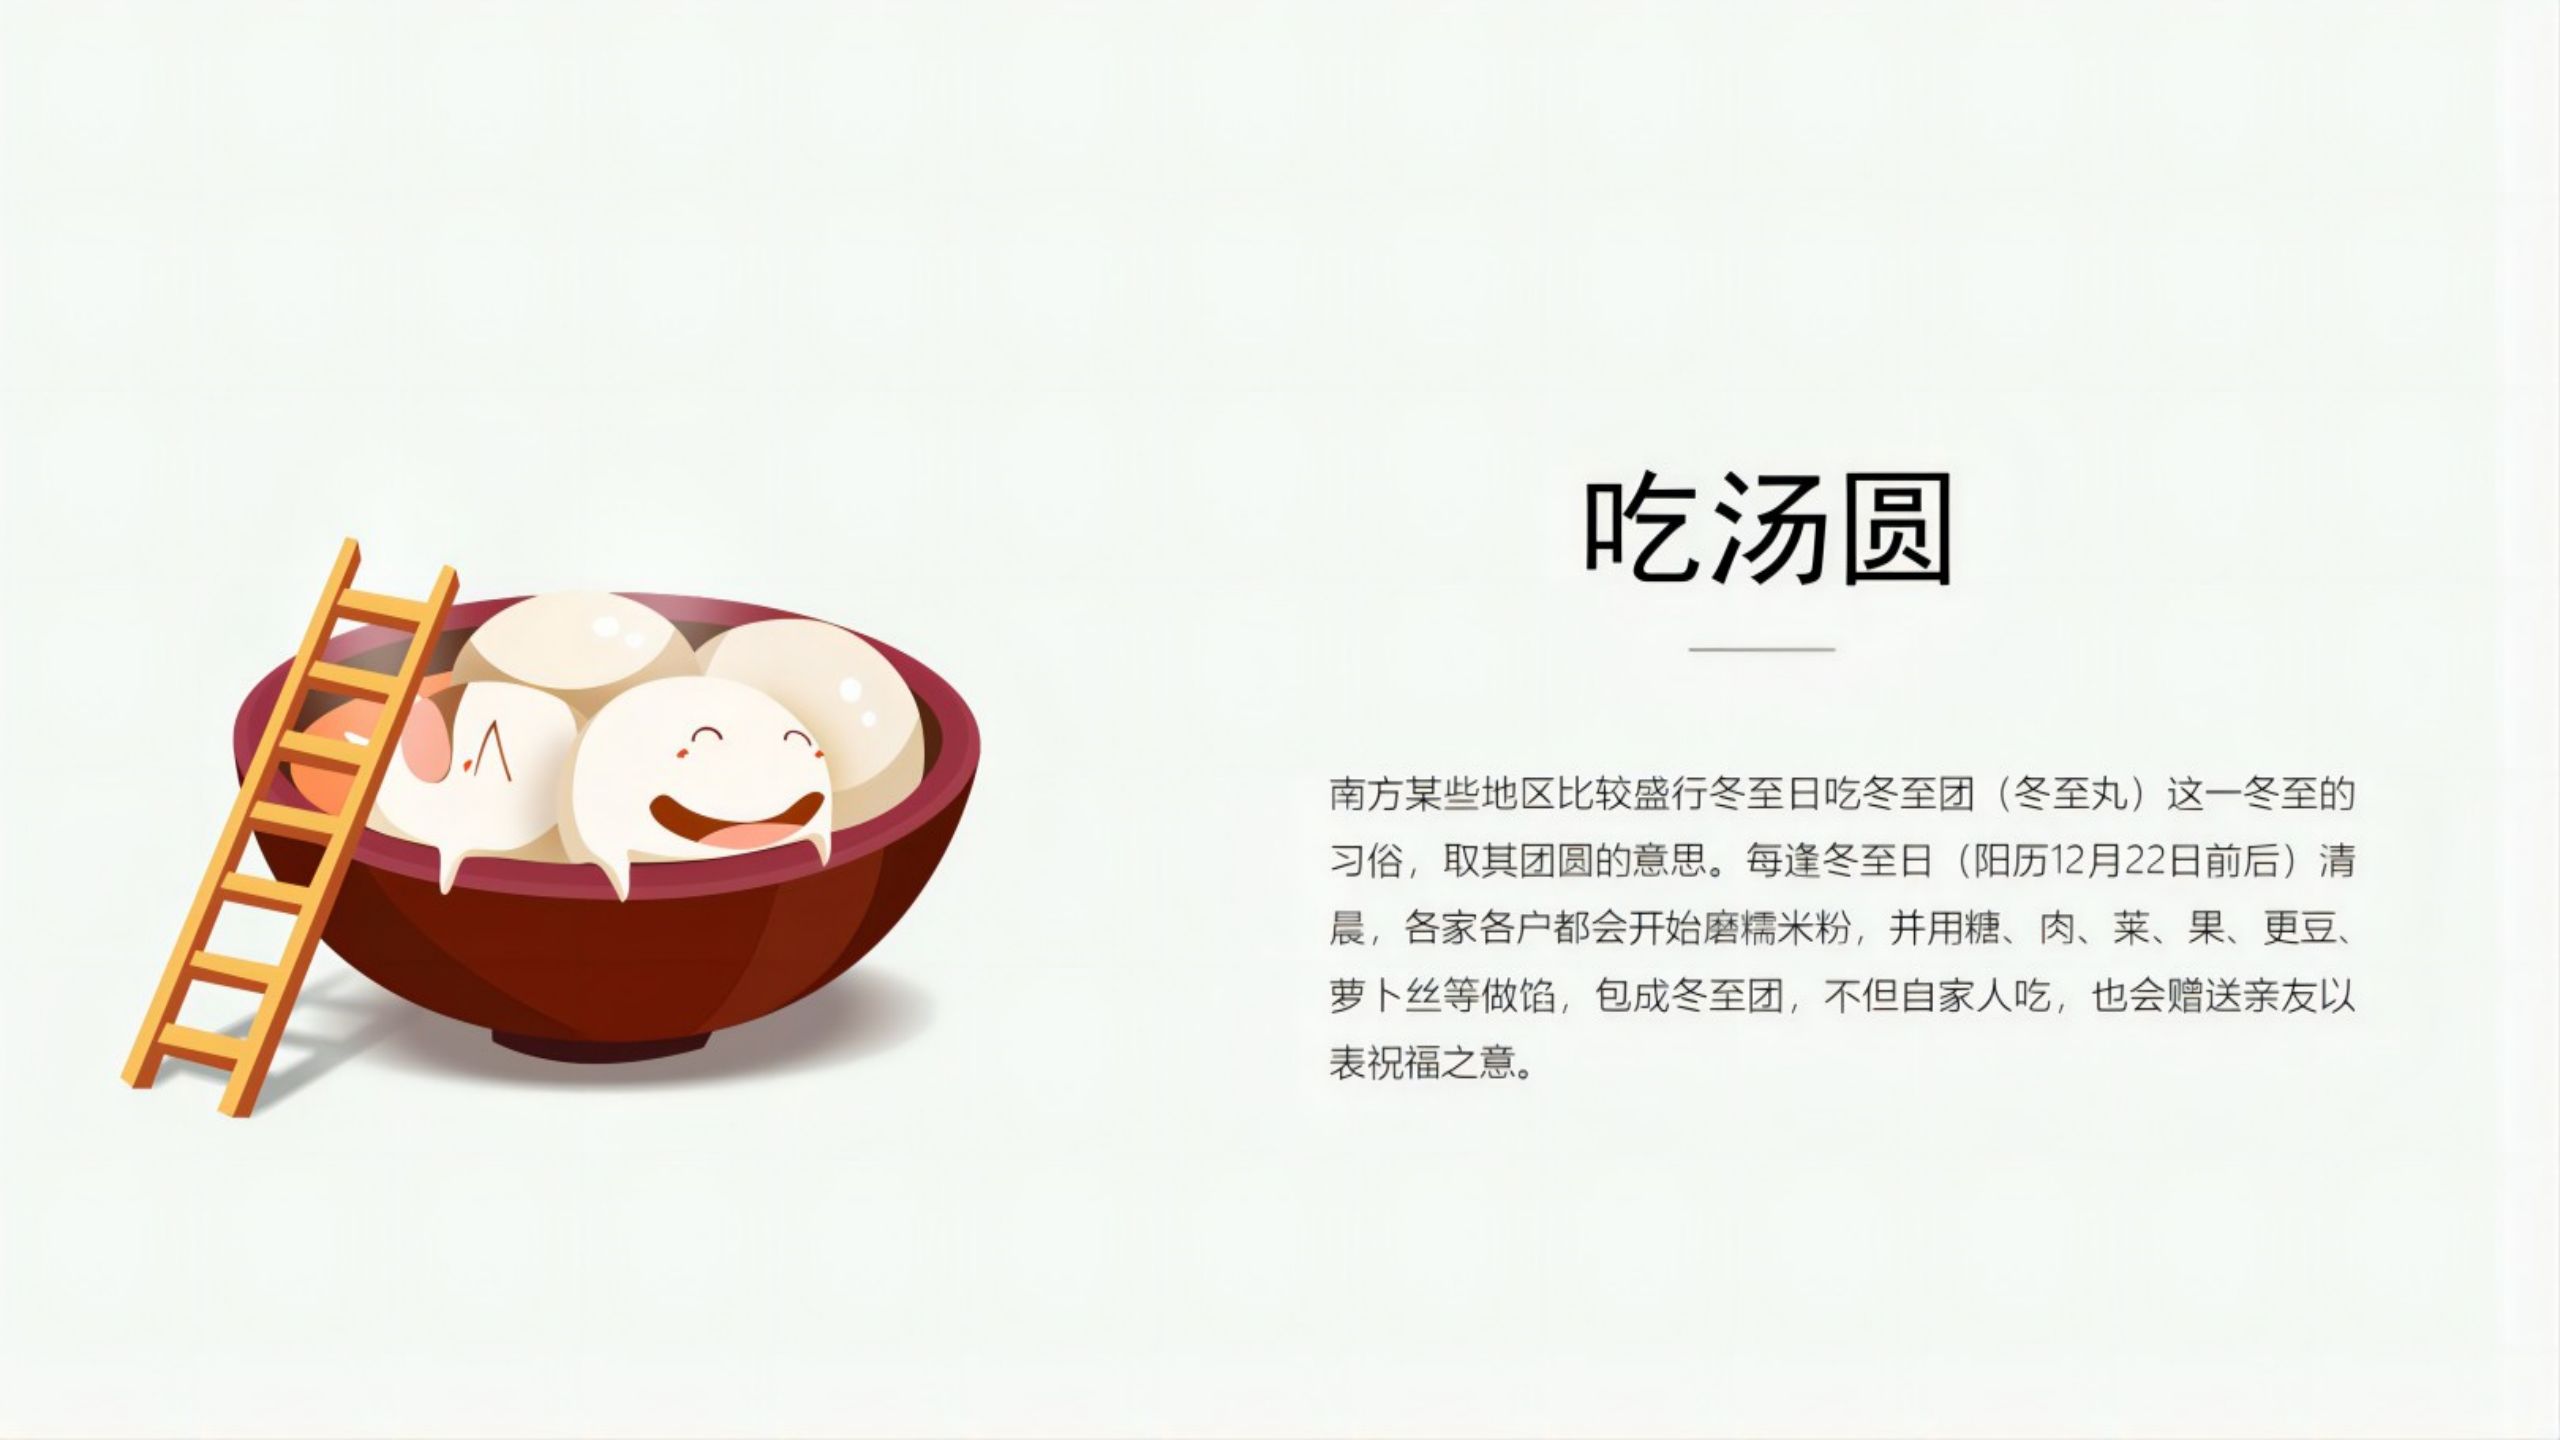 吃汤圆
南方某些地区比较盛行冬至日吃冬至团（冬至丸）这一冬至的
习俗，取其团圆的意思。每逢冬至日（阳历12月22日前后）清
晨，各家各户都会开始磨糯米粉，并用糖、肉、莱、果、更豆、
萝卜丝等做馅，包成冬至团，不但自家人吃，也会赠送亲友以
表祝福之意。